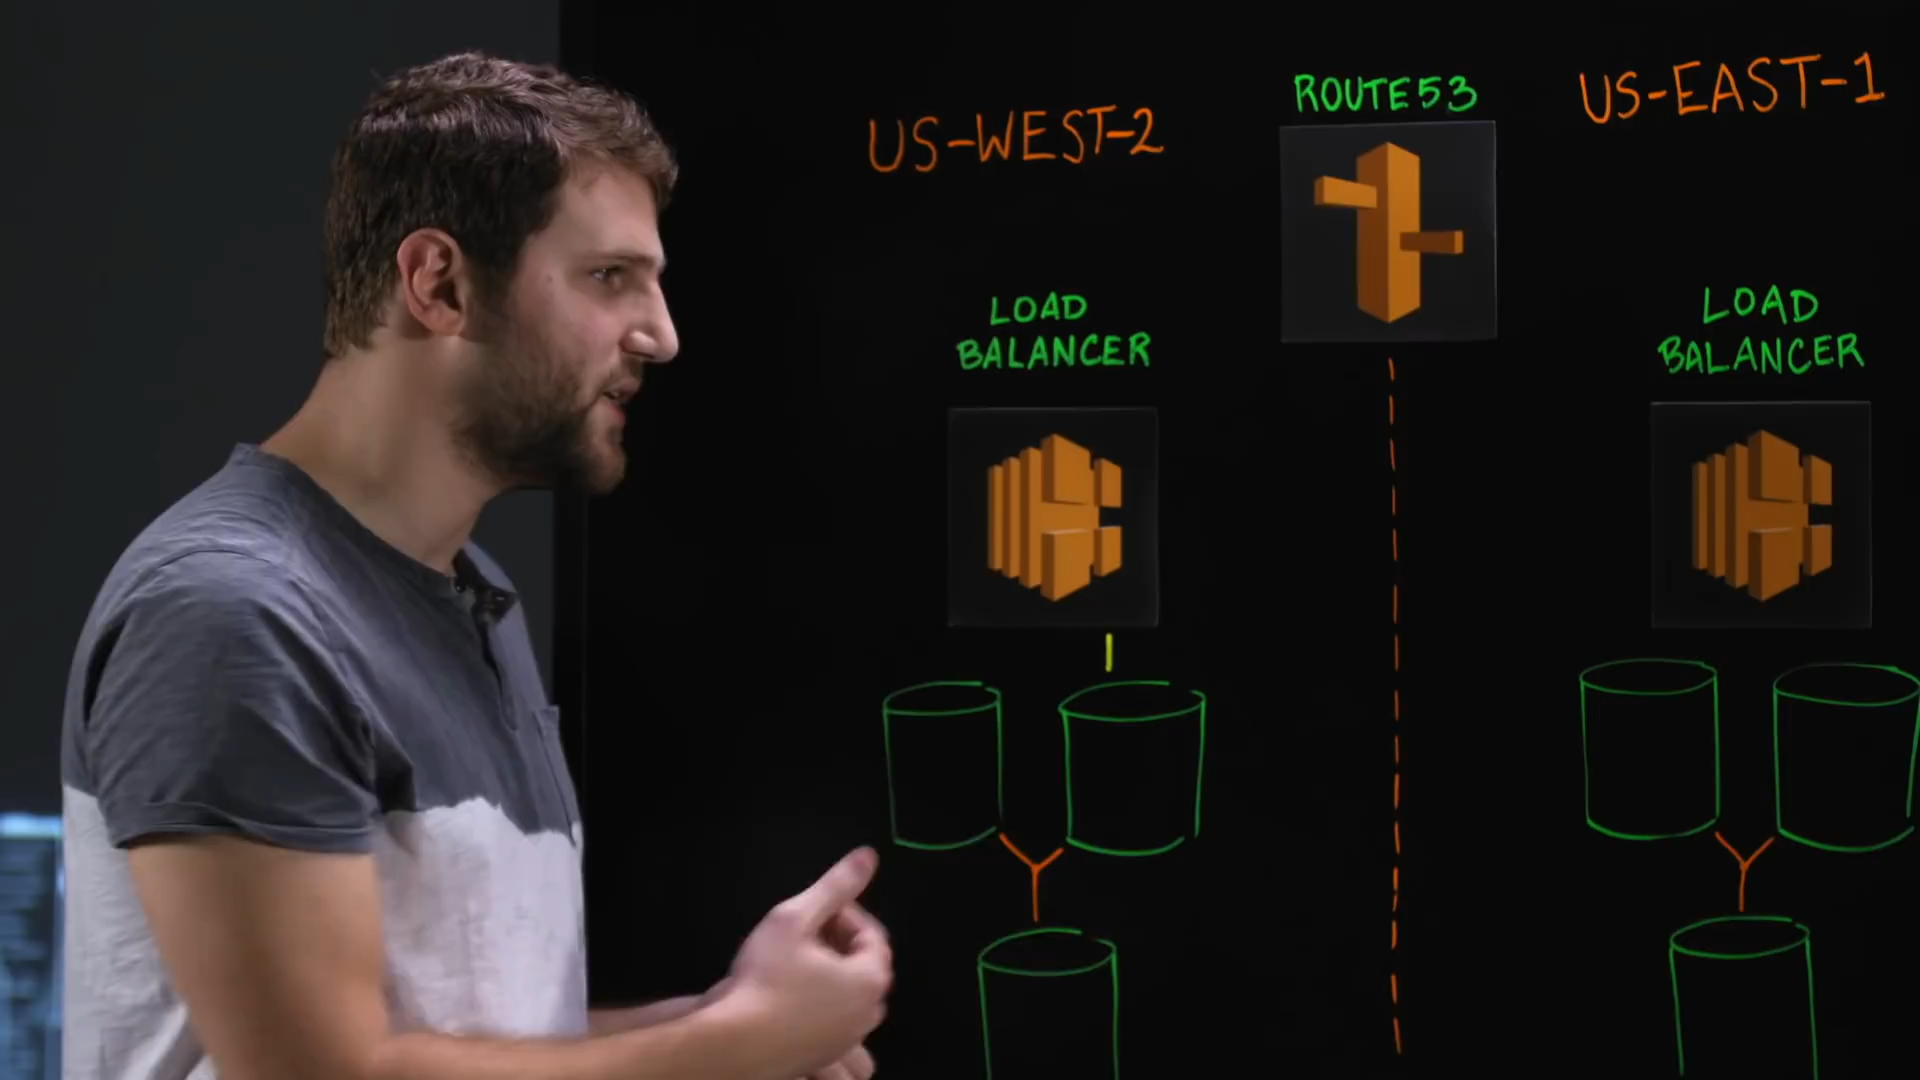 US-WEST-2
ROUTE53
US-EAST-1
LOAD
BALANCER
LOAD
BALANCER